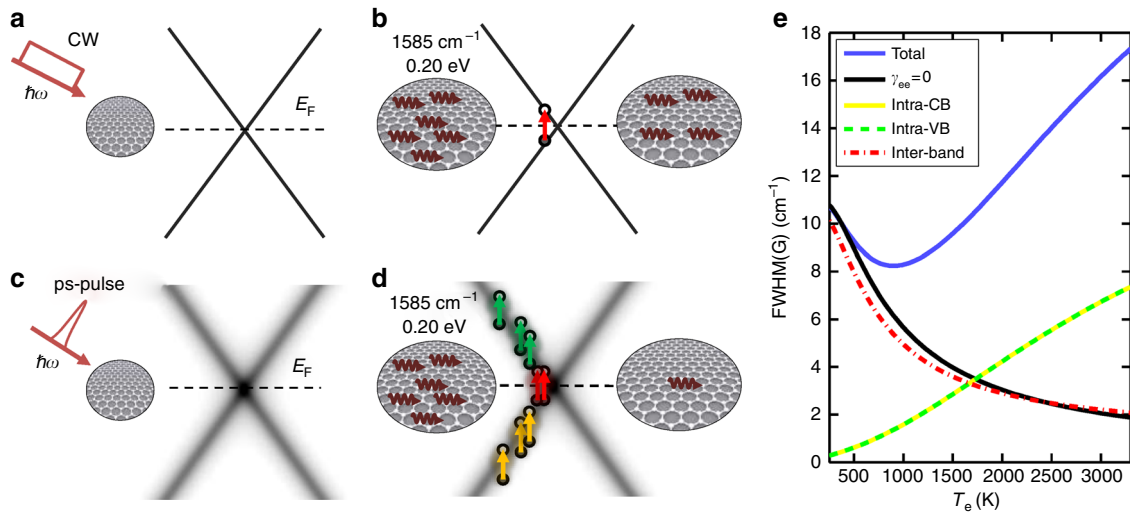 a
CW
ħω
E_F
b
1585 cm⁻¹
0.20 eV
c
ps-pulse
ħω
E_F
d
1585 cm⁻¹
0.20 eV
e
FWHM(G) (cm⁻¹)
18
16
14
12
10
8
6
4
2
0
Total
γ_ee=0
Intra-CB
Intra-VB
Inter-band
500 1000 1500 2000 2500 3000
T_e (K)